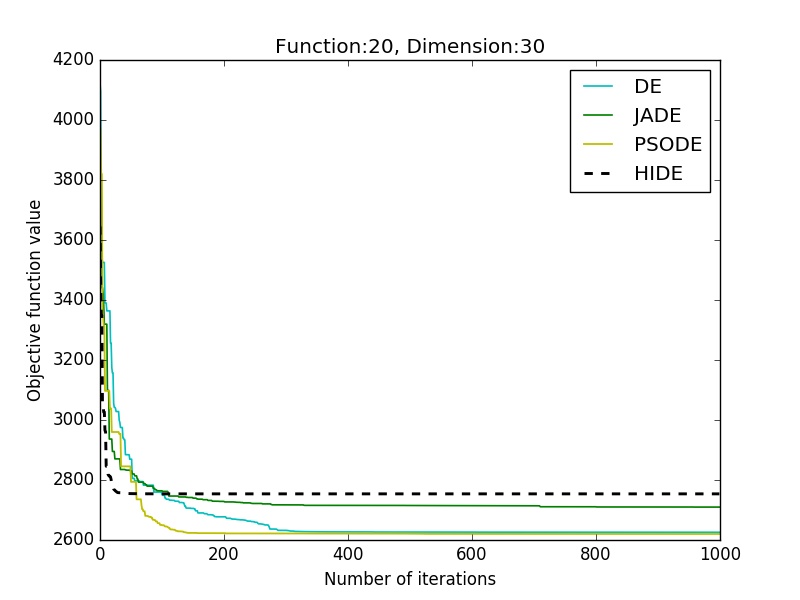 Function:20, Dimension:30
4200
4000
3800
3600
3400
3200
3000
2800
2600
Objective function value
DE
JADE
PSODE
HIDE
0 200 400 600 800 1000
Number of iterations